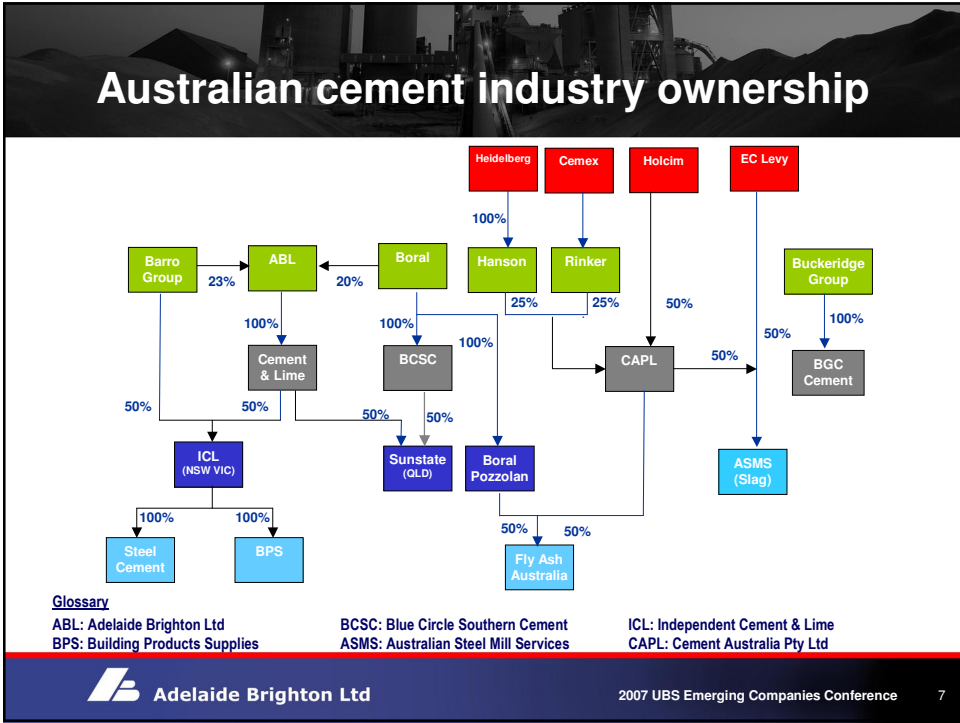 Australian cement industry ownership
Heidelberg
Cemex
Holcim
EC Levy
100%
Barro
Group
23%
ABL
20%
Boral
Hanson
Rinker
Buckeridge
Group
25%
25%
50%
50%
100%
100%
100%
100%
Cement
& Lime
BCSC
CAPL
50%
BGC
Cement
50%
50%
50%
50%
ICL
(NSW VIC)
Sunstate
(QLD)
Boral
Pozzolan
ASMS
(Slag)
100%
100%
50%
50%
Steel
Cement
BPS
Fly Ash
Australia
Glossary
ABL: Adelaide Brighton Ltd
BCSC: Blue Circle Southern Cement
ICL: Independent Cement & Lime
BPS: Building Products Supplies
ASMS: Australian Steel Mill Services
CAPL: Cement Australia Pty Ltd
Adelaide Brighton Ltd
2007 UBS Emerging Companies Conference
7